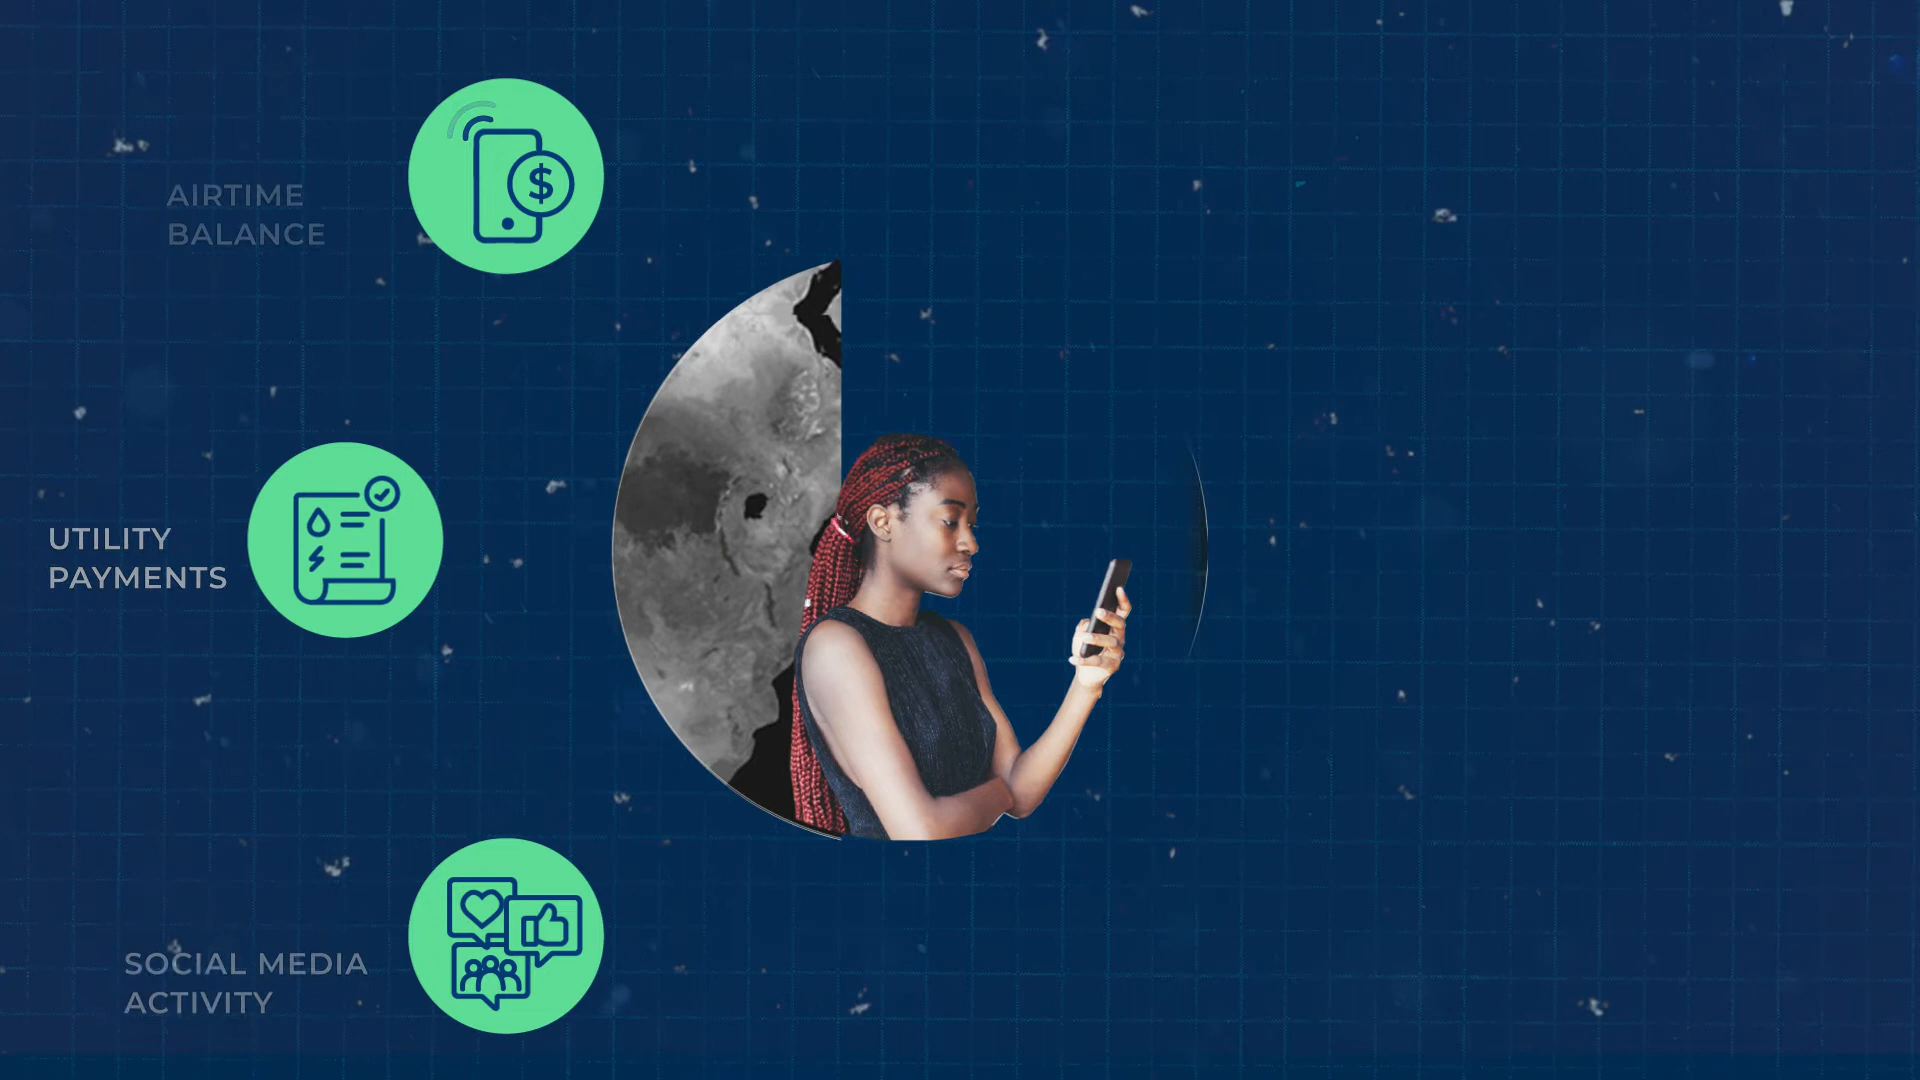 AIRTIME
BALANCE
$
UTILITY
PAYMENTS
SOCIAL MEDIA
ACTIVITY